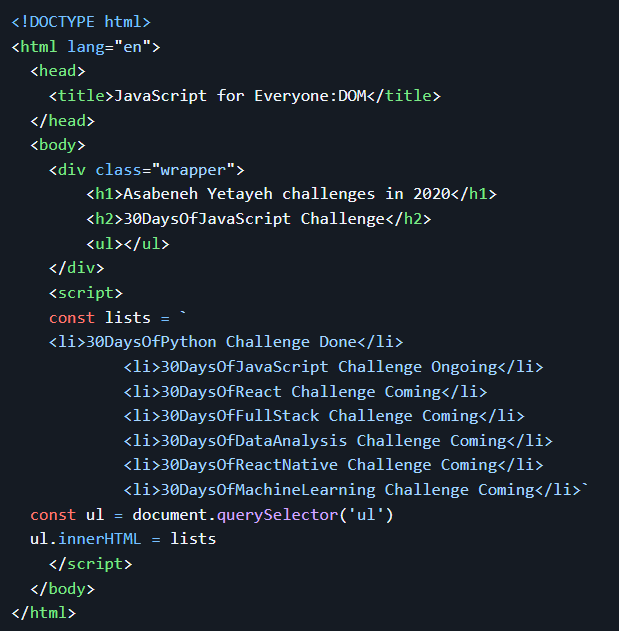 <!DOCTYPE html>
<html lang="en">
  <head>
    <title>JavaScript for Everyone:DOM</title>
  </head>
  <body>
    <div class="wrapper">
        <h1>Asabeneh Yetayeh challenges in 2020</h1>
        <h2>30DaysOfJavaScript Challenge</h2>
        <ul></ul>
    </div>
    <script>
    const lists = `
    <li>30DaysOfPython Challenge Done</li>
            <li>30DaysOfJavaScript Challenge Ongoing</li>
            <li>30DaysOfReact Challenge Coming</li>
            <li>30DaysOfFullStack Challenge Coming</li>
            <li>30DaysOfDataAnalysis Challenge Coming</li>
            <li>30DaysOfReactNative Challenge Coming</li>
            <li>30DaysOfMachineLearning Challenge Coming</li>`
  const ul = document.querySelector('ul')
  ul.innerHTML = lists
    </script>
  </body>
</html>